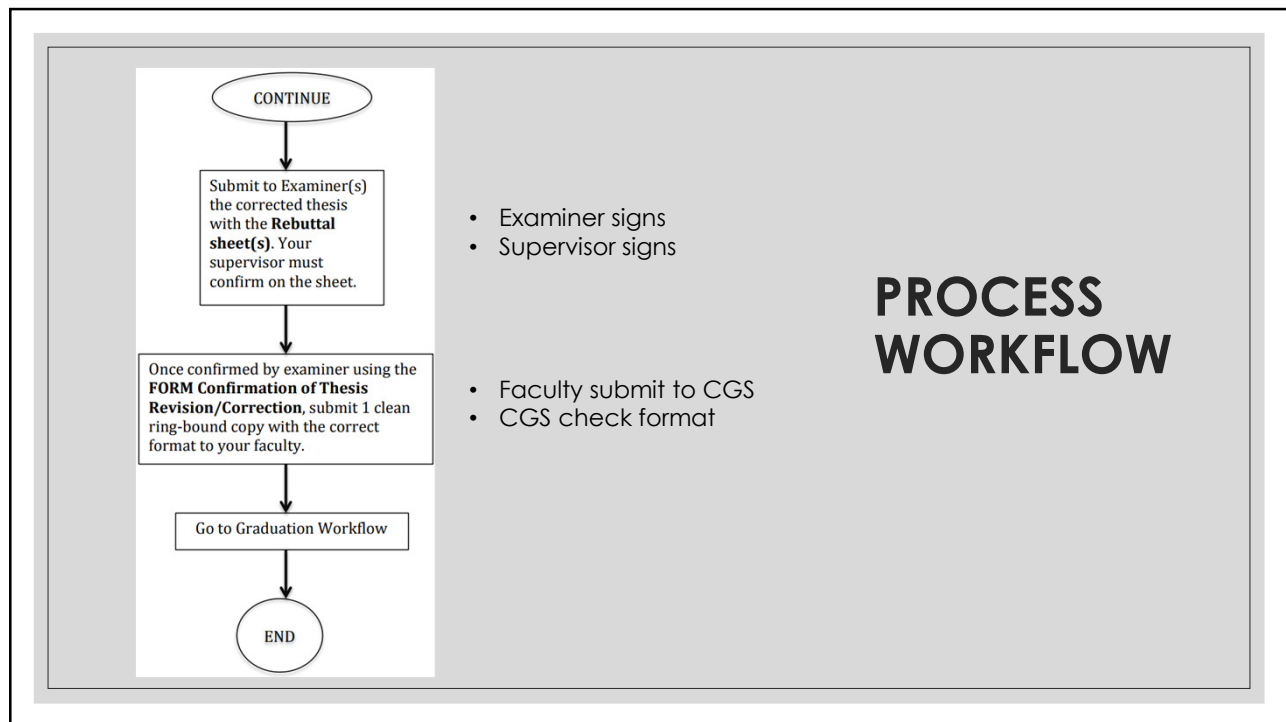 CONTINUE
Submit to Examiner(s)
the corrected thesis
with the Rebuttal
sheet(s). Your
supervisor must
confirm on the sheet.
• Examiner signs
• Supervisor signs
Once confirmed by examiner using the
FORM Confirmation of Thesis
Revision/Correction, submit 1 clean
ring-bound copy with the correct
format to your faculty.
• Faculty submit to CGS
• CGS check format
Go to Graduation Workflow
END
PROCESS
WORKFLOW